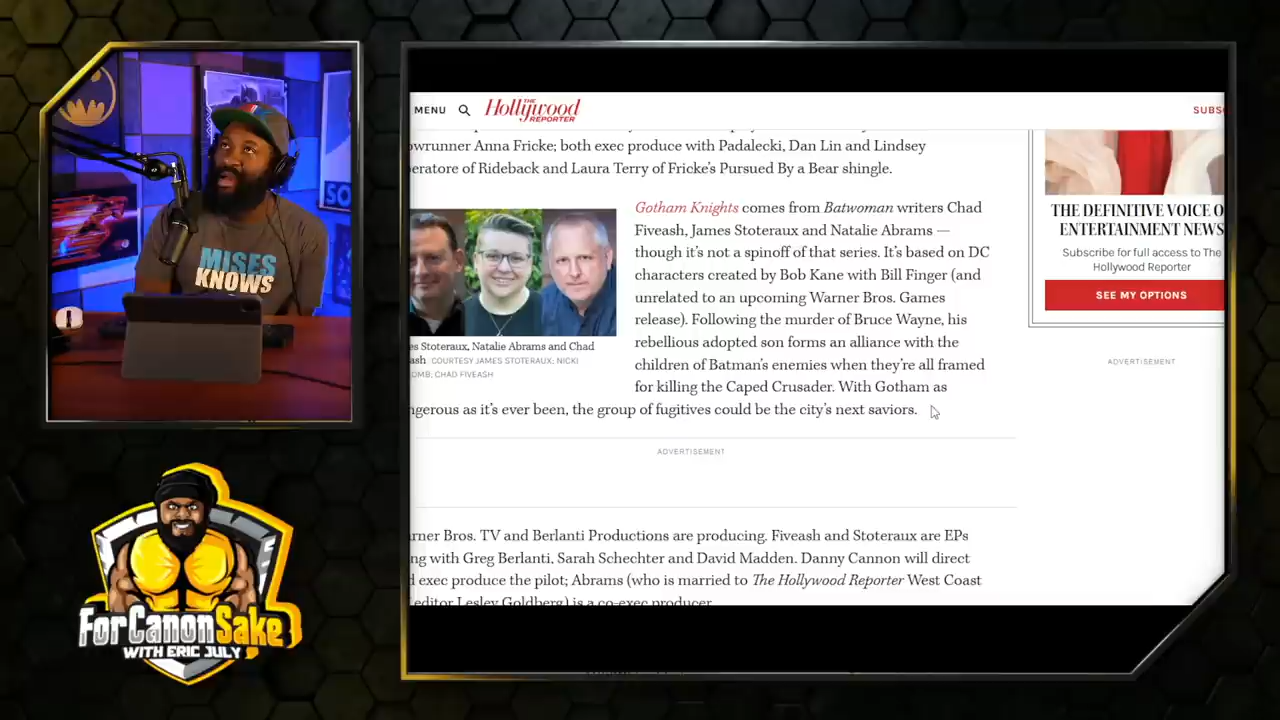 MENU
The Hollywood REPORTER
SUBS
owrunner Anna Fricke; both exec produce with Padalecki, Dan Lin and Lindsey
peratore of Rideback and Laura Terry of Fricke's Pursued By a Bear shingle.
es Stoteraux, Natalie Abrams and Chad
ash COURTESY JAMES STOTERAUX; NICKI
OMB; CHAD FIVEASH
Gotham Knights comes from Batwoman writers Chad
Fiveash, James Stoteraux and Natalie Abrams —
though it's not a spinoff of that series. It's based on DC
characters created by Bob Kane with Bill Finger (and
unrelated to an upcoming Warner Bros. Games
release). Following the murder of Bruce Wayne, his
rebellious adopted son forms an alliance with the
children of Batman's enemies when they're all framed
for killing the Caped Crusader. With Gotham as
ngerous as it's ever been, the group of fugitives could be the city's next saviors.
ADVERTISEMENT
rner Bros. TV and Berlanti Productions are producing. Fiveash and Stoteraux are EPs
ng with Greg Berlanti, Sarah Schechter and David Madden. Danny Cannon will direct
d exec produce the pilot; Abrams (who is married to The Hollywood Reporter West Coast
editor Lesley Goldberg) is a co-exec producer.
THE DEFINITIVE VOICE O
ENTERTAINMENT NEWS
Subscribe for full access to The
Hollywood Reporter
SEE MY OPTIONS
ADVERTISEMENT
MISES
KNOWS
SO
ForCanonSake
WITH ERIC JULY